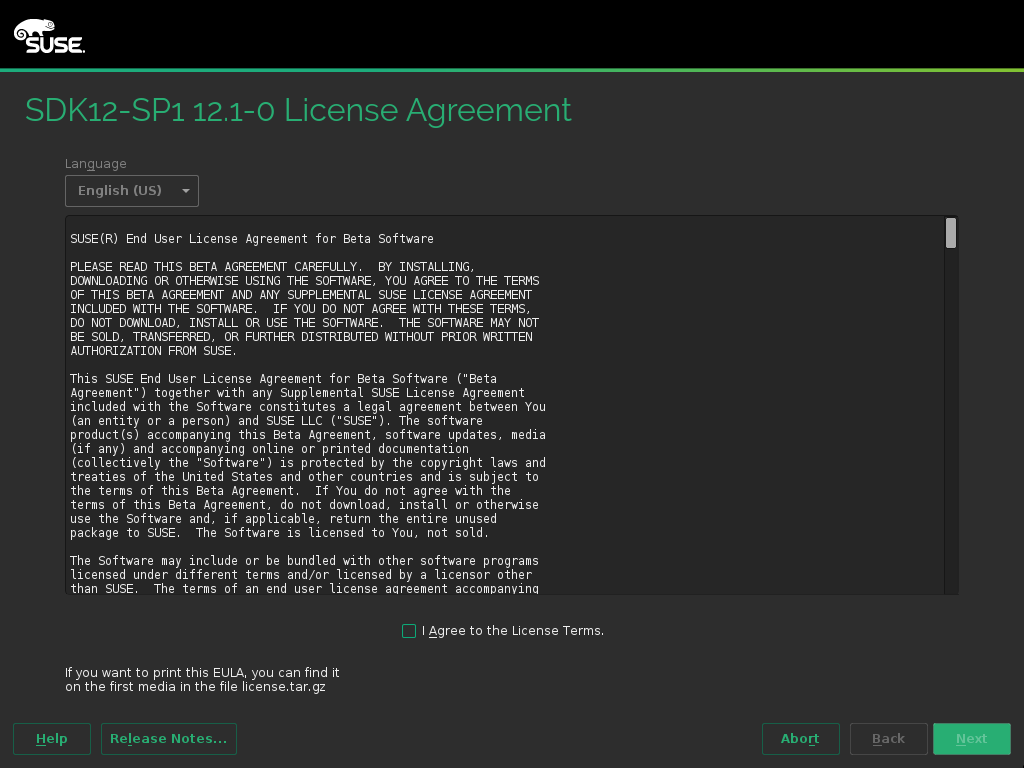 SUSE.
SDK12-SP1 12.1-0 License Agreement
Language
English (US)
SUSE(R) End User License Agreement for Beta Software
PLEASE READ THIS BETA AGREEMENT CAREFULLY.  BY INSTALLING,
DOWNLOADING OR OTHERWISE USING THE SOFTWARE, YOU AGREE TO THE TERMS
OF THIS BETA AGREEMENT AND ANY SUPPLEMENTAL SUSE LICENSE AGREEMENT
INCLUDED WITH THE SOFTWARE.  IF YOU DO NOT AGREE WITH THESE TERMS,
DO NOT DOWNLOAD, INSTALL OR USE THE SOFTWARE.  THE SOFTWARE MAY NOT
BE SOLD, TRANSFERRED, OR FURTHER DISTRIBUTED WITHOUT PRIOR WRITTEN
AUTHORIZATION FROM SUSE.
This SUSE End User License Agreement for Beta Software ("Beta
Agreement") together with any Supplemental SUSE License Agreement
included with the Software constitutes a legal agreement between You
(an entity or a person) and SUSE LLC ("SUSE"). The software
product(s) accompanying this Beta Agreement, software updates, media
(if any) and accompanying online or printed documentation
(collectively the "Software") is protected by the copyright laws and
treaties of the United States and other countries and is subject to
the terms of this Beta Agreement.  If You do not agree with the
terms of this Beta Agreement, do not download, install or otherwise
use the Software and, if applicable, return the entire unused
package to SUSE.  The Software is licensed to You, not sold.
The Software may include or be bundled with other software programs
licensed under different terms and/or licensed by a licensor other
than SUSE.  The terms of an end user license agreement accompanying
I Agree to the License Terms.
If you want to print this EULA, you can find it
on the first media in the file license.tar.gz
Help
Release Notes...
Abort
Back
Next